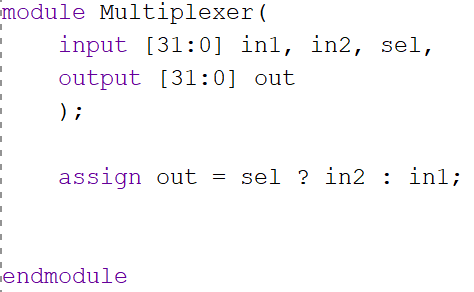 module Multiplexer(
    input [31:0] in1, in2, sel,
    output [31:0] out
    );
    assign out = sel ? in2 : in1;
endmodule